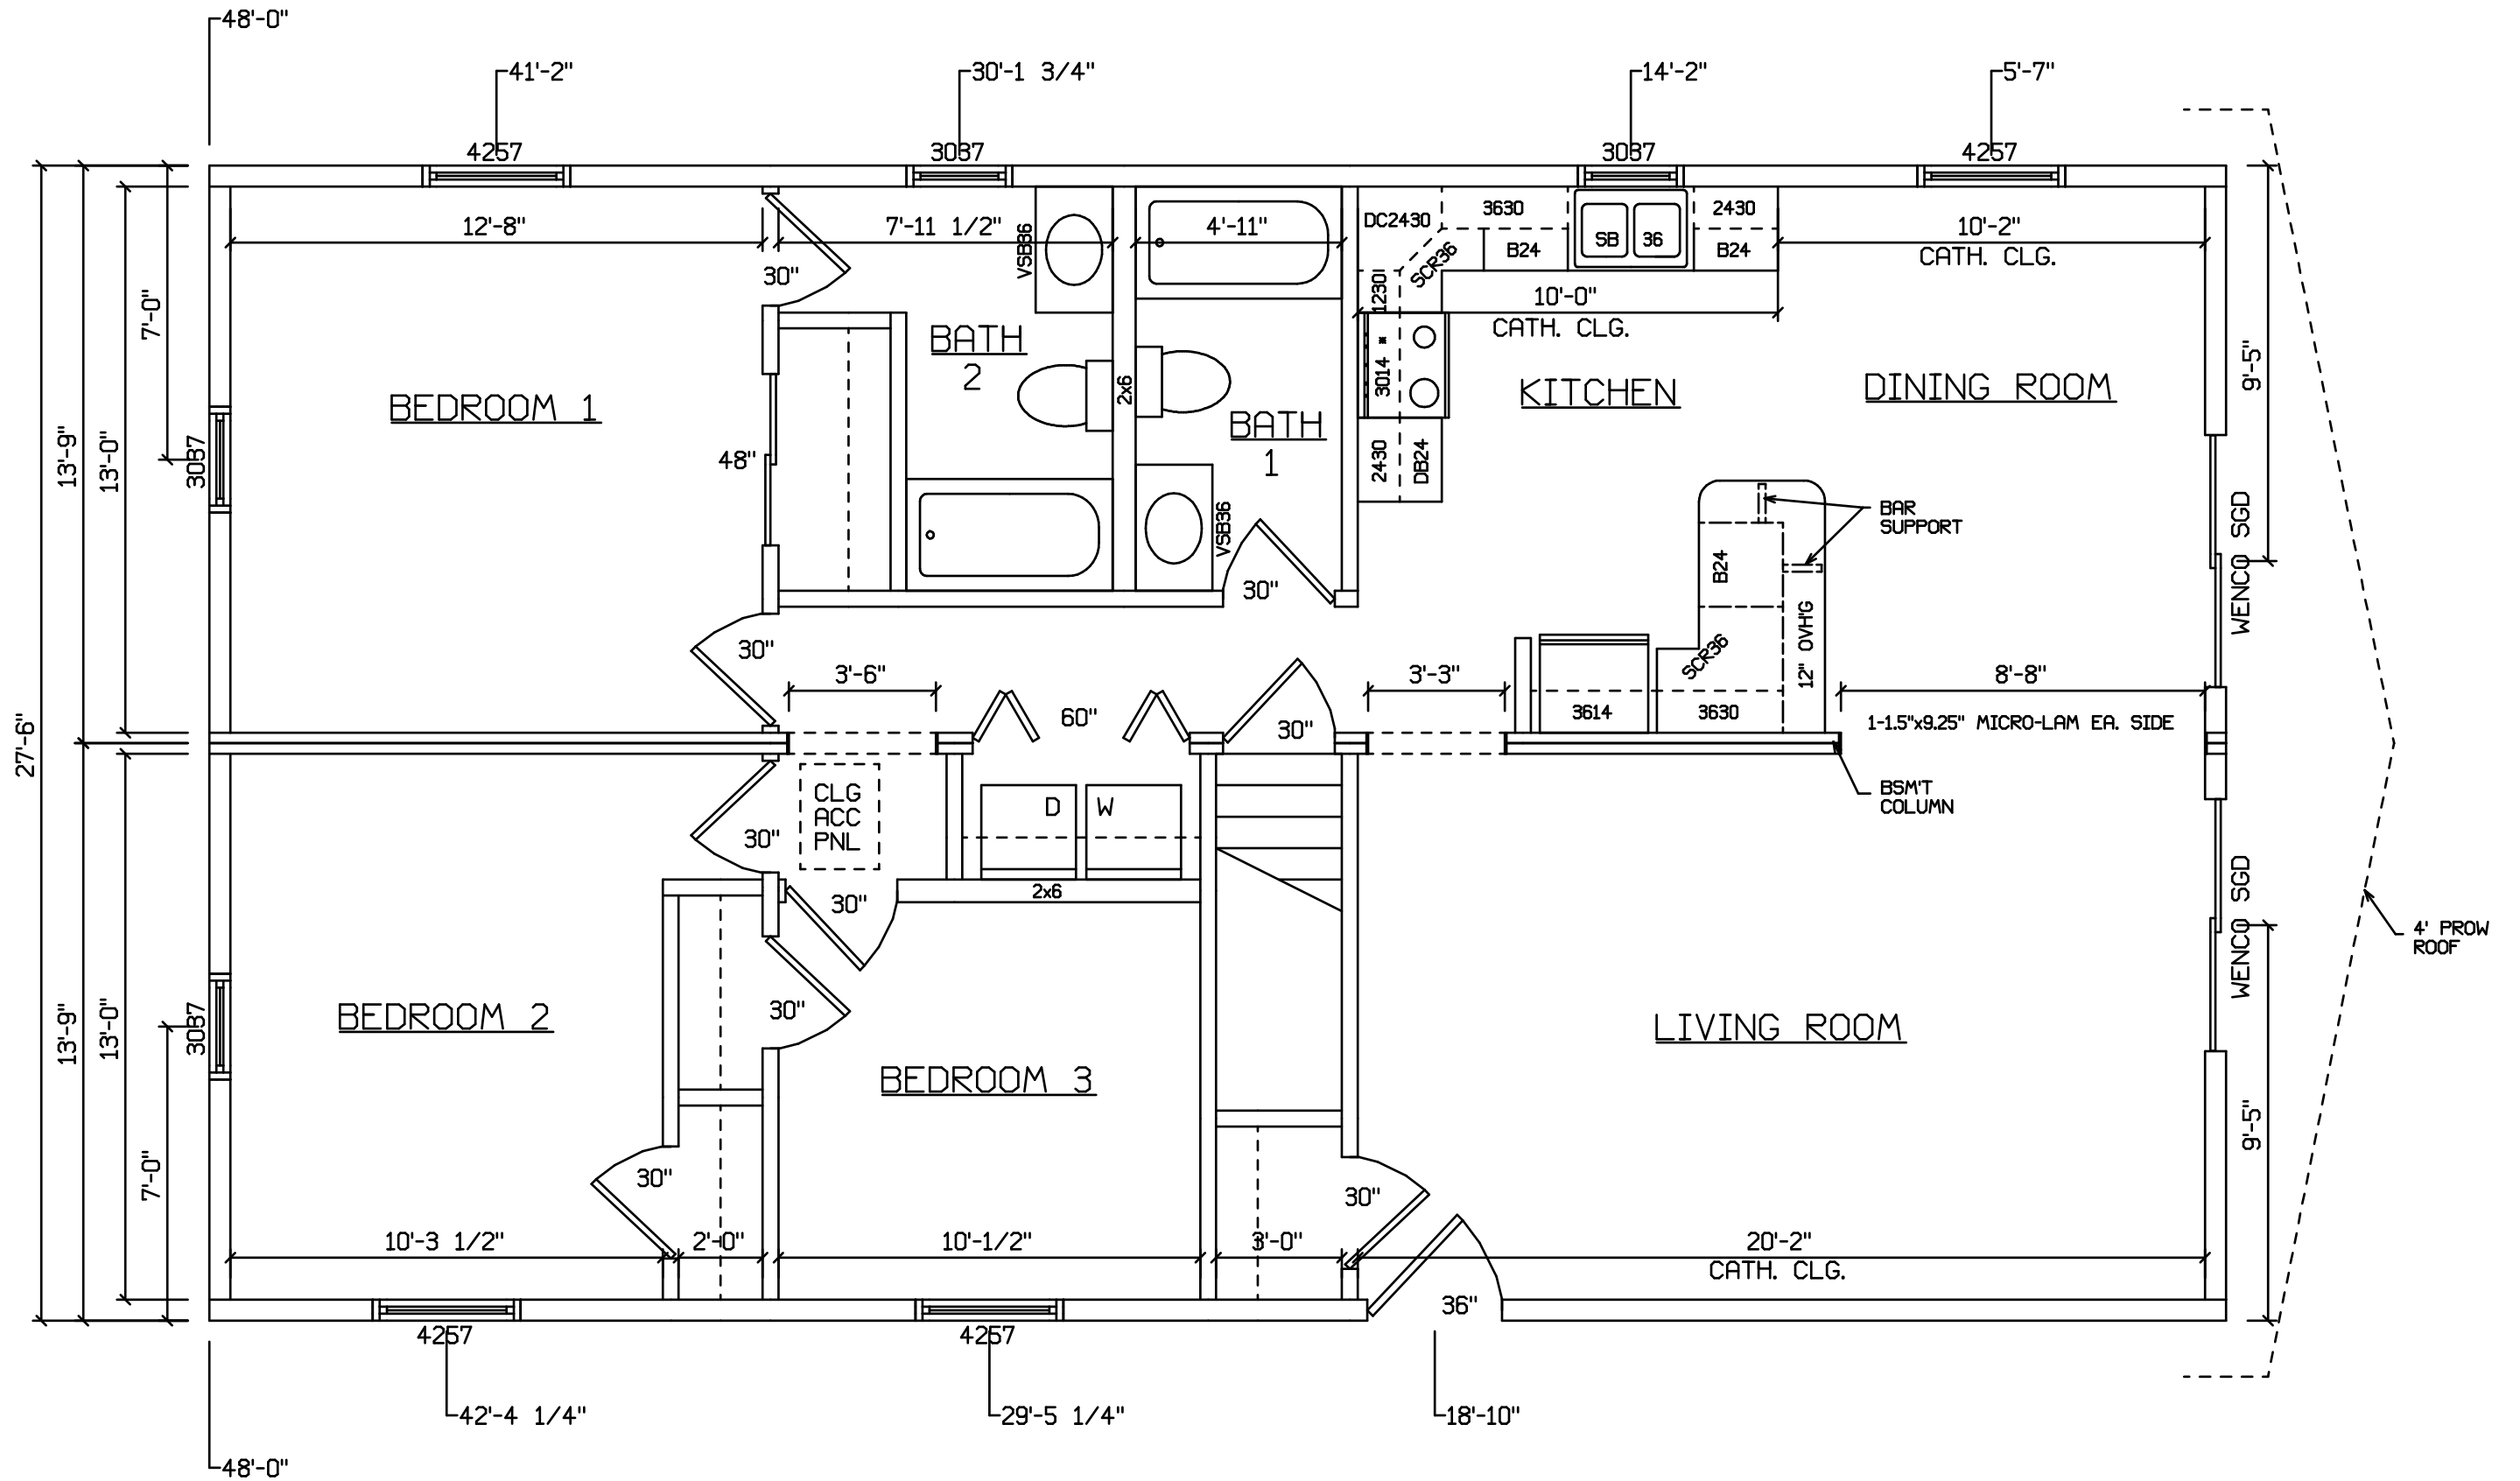 48'-0"
41'-2"
30'-1 3/4"
14'-2"
5'-7"
4257
3037
3037
4257
12'-8"
7'-11 1/2"
VSB36
4'-11"
DC2430
3630
SB 36
2430
B24
B24
10'-2"
CATH. CLG.
30"
SCR36
1230
10'-0"
CATH. CLG.
7'-0"
BATH
2
2x6
3014 *
KITCHEN
DINING ROOM
9'-5"
BEDROOM 1
BATH
1
13'-9"
13'-0"
3037
48"
2430
DB24
VSB36
BAR
SUPPORT
WENCO SGD
30"
30"
B24
12" OVH'G
SCR36
27'-6"
3'-6"
60"
30"
3'-3"
3614
3630
8'-8"
1-1.5"x9.25" MICRO-LAM EA. SIDE
CLG
ACC
PNL
D
W
BSM'T
COLUMN
30"
30"
2x6
WENCO SGD
4' PROW
ROOF
13'-9"
13'-0"
3037
BEDROOM 2
30"
BEDROOM 3
LIVING ROOM
7'-0"
30"
30"
9'-5"
10'-3 1/2"
2'-0"
10'-1/2"
3'-0"
20'-2"
CATH. CLG.
36"
4257
4257
42'-4 1/4"
29'-5 1/4"
18'-10"
48'-0"